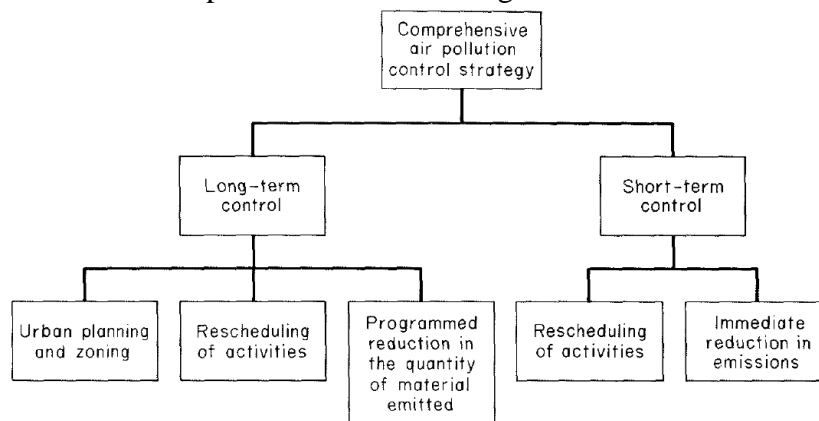 Comprehensive
air pollution
control strategy
Long-term
control
Short-term
control
Urban planning
and zoning
Rescheduling
of activities
Programmed
reduction in
the quantity
of material
emitted
Rescheduling
of activities
Immediate
reduction in
emissions